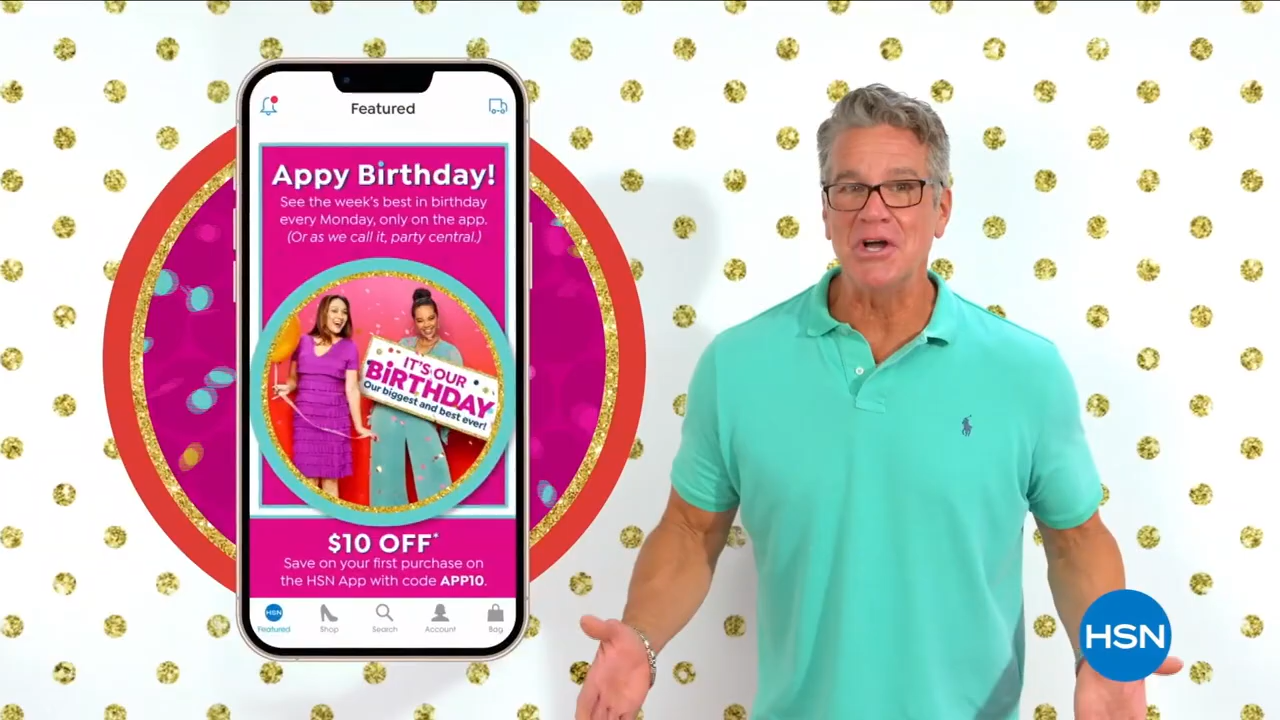 Featured
Appy Birthday!
See the week's best in birthday
every Monday, only on the app.
(Or as we call it, party central.)
IT'S OUR
BiRTHDAY
Our biggest and best ever!
$10 OFF*
Save on your first purchase on
the HSN App with code APP10.
HSN
Featured
Shop
Search
Account
Bag
HSN